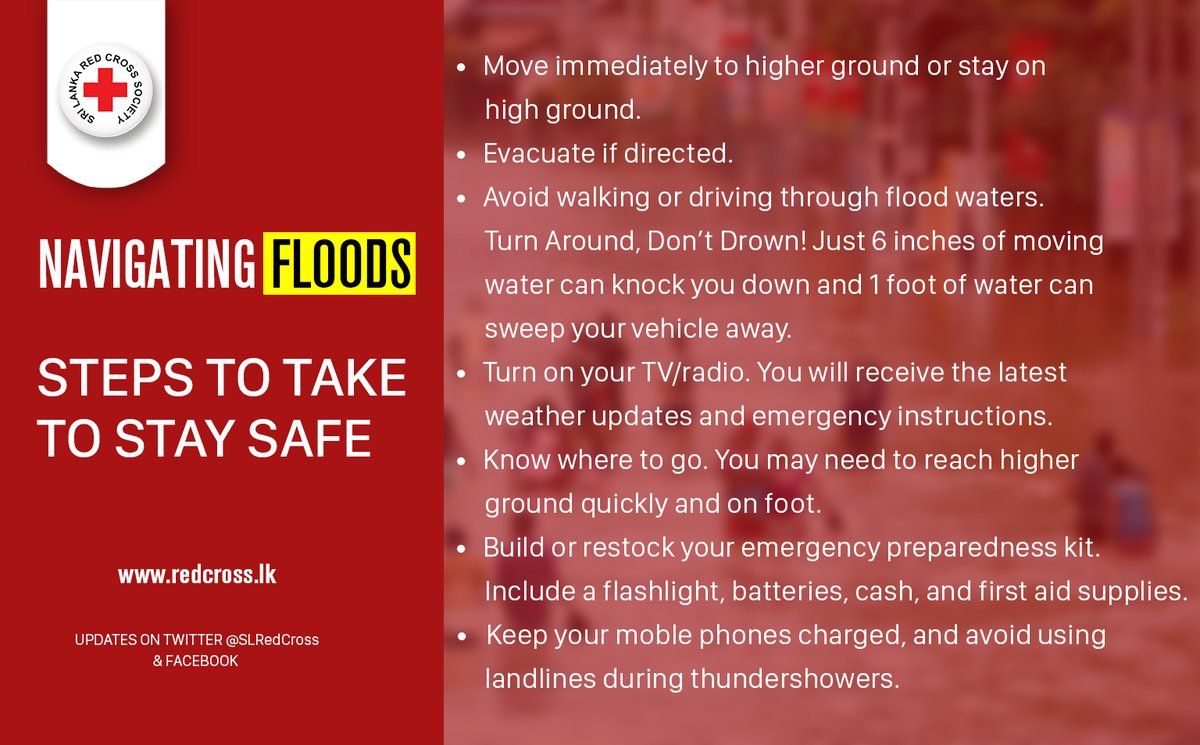 SRI LANKA RED CROSS SOCIETY
NAVIGATING FLOODS
STEPS TO TAKE
TO STAY SAFE
www.redcross.lk
UPDATES ON TWITTER @SLRedCross
& FACEBOOK
• Move immediately to higher ground or stay on
high ground.
• Evacuate if directed.
• Avoid walking or driving through flood waters.
Turn Around, Don’t Drown! Just 6 inches of moving
water can knock you down and 1 foot of water can
sweep your vehicle away.
• Turn on your TV/radio. You will receive the latest
weather updates and emergency instructions.
• Know where to go. You may need to reach higher
ground quickly and on foot.
• Build or restock your emergency preparedness kit.
Include a flashlight, batteries, cash, and first aid supplies.
• Keep your moble phones charged, and avoid using
landlines during thundershowers.